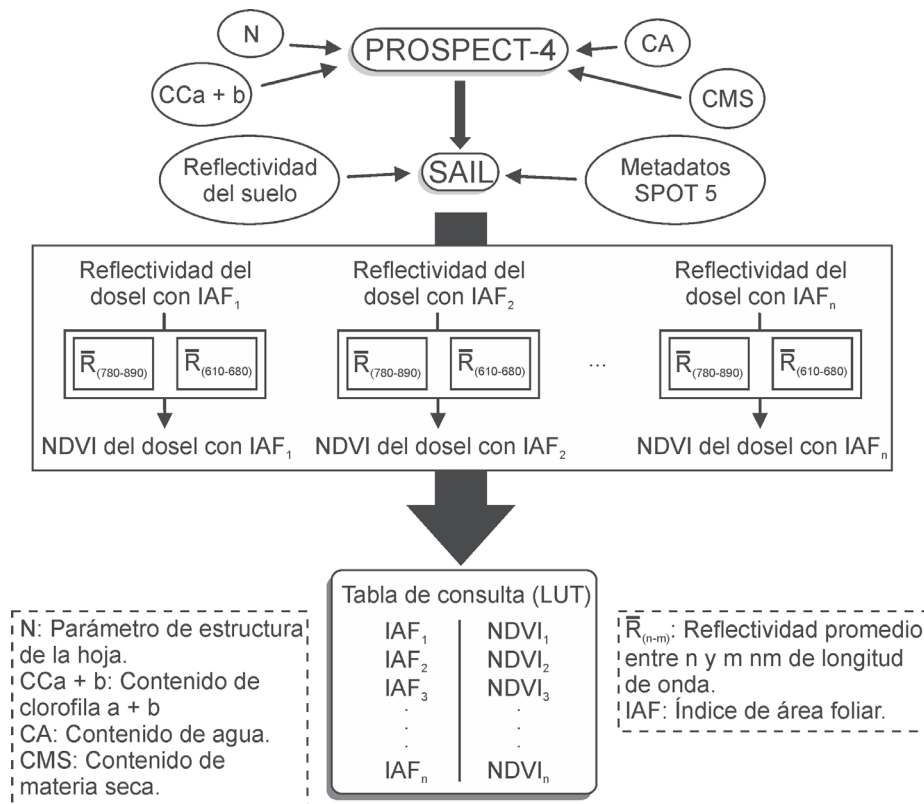 N
PROSPECT-4
CA
CCa + b
CMS
Reflectividad
del suelo
SAIL
Metadatos
SPOT 5
Reflectividad del
dosel con IAF₁
Reflectividad del
dosel con IAF₂
Reflectividad del
dosel con IAFₙ
R̅(780-890)
R̅(610-680)
R̅(780-890)
R̅(610-680)
...
R̅(780-890)
R̅(610-680)
NDVI del dosel con IAF₁
NDVI del dosel con IAF₂
NDVI del dosel con IAFₙ
Tabla de consulta (LUT)
IAF₁ NDVI₁
IAF₂ NDVI₂
IAF₃ NDVI₃
. .
. .
. .
IAFₙ NDVIₙ
N: Parámetro de estructura
de la hoja.
CCa + b: Contenido de
clorofila a + b
CA: Contenido de agua.
CMS: Contenido de
materia seca.
R̅(n-m): Reflectividad promedio
entre n y m nm de longitud
de onda.
IAF: Índice de área foliar.